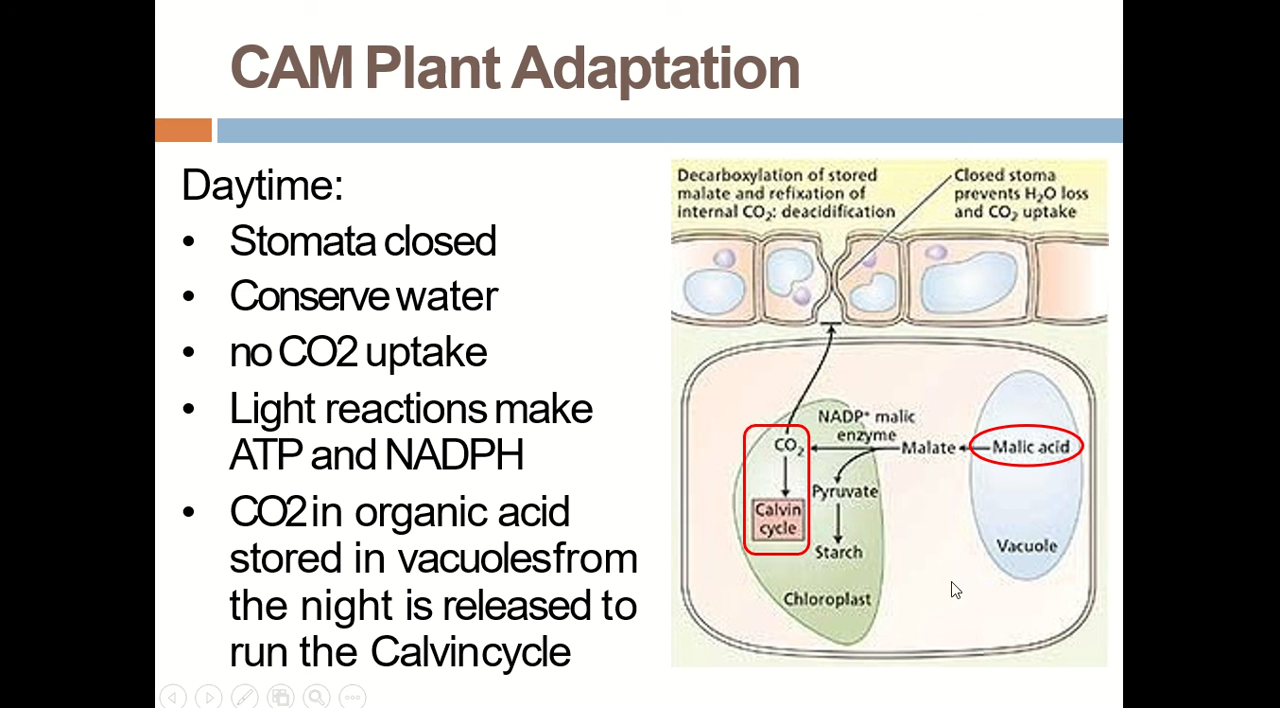 CAM Plant Adaptation
Daytime:
• Stomata closed
• Conserve water
• no CO2 uptake
• Light reactions make
ATP and NADPH
• CO2 in organic acid
stored in vacuoles from
the night is released to
run the Calvin cycle
Decarboxylation of stored
malate and refixation of
internal CO₂: deacidification
Closed stoma
prevents H₂O loss
and CO₂ uptake
NADP⁺ malic
enzyme
CO₂
Malate
Malic acid
Pyruvate
Calvin
cycle
Starch
Vacuole
Chloroplast